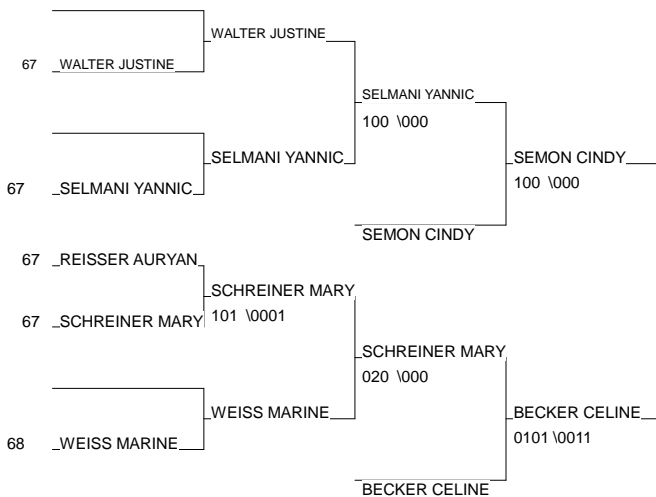 WALTER JUSTINE
67 WALTER JUSTINE
SELMANI YANNIC
100 \000
SELMANI YANNIC
SEMON CINDY
100 \000
67 SELMANI YANNIC
SEMON CINDY
67 REISSER AURYAN
SCHREINER MARY
101 \0001
67 SCHREINER MARY
SCHREINER MARY
020 \000
WEISS MARINE
BECKER CELINE
0101 \0011
68 WEISS MARINE
BECKER CELINE